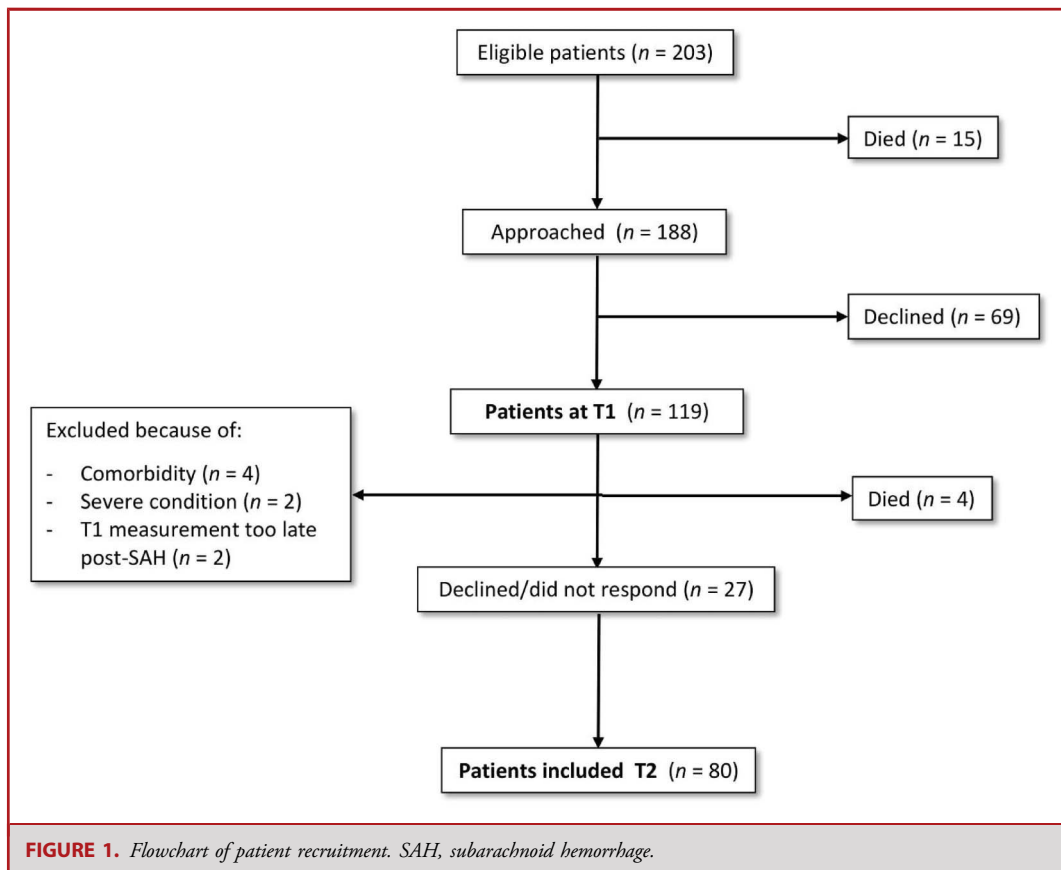 Eligible patients (n = 203)
Died (n = 15)
Approached (n = 188)
Declined (n = 69)
Patients at T1 (n = 119)
Excluded because of:
- Comorbidity (n = 4)
- Severe condition (n = 2)
- T1 measurement too late
post-SAH (n = 2)
Died (n = 4)
Declined/did not respond (n = 27)
Patients included T2 (n = 80)
FIGURE 1. Flowchart of patient recruitment. SAH, subarachnoid hemorrhage.